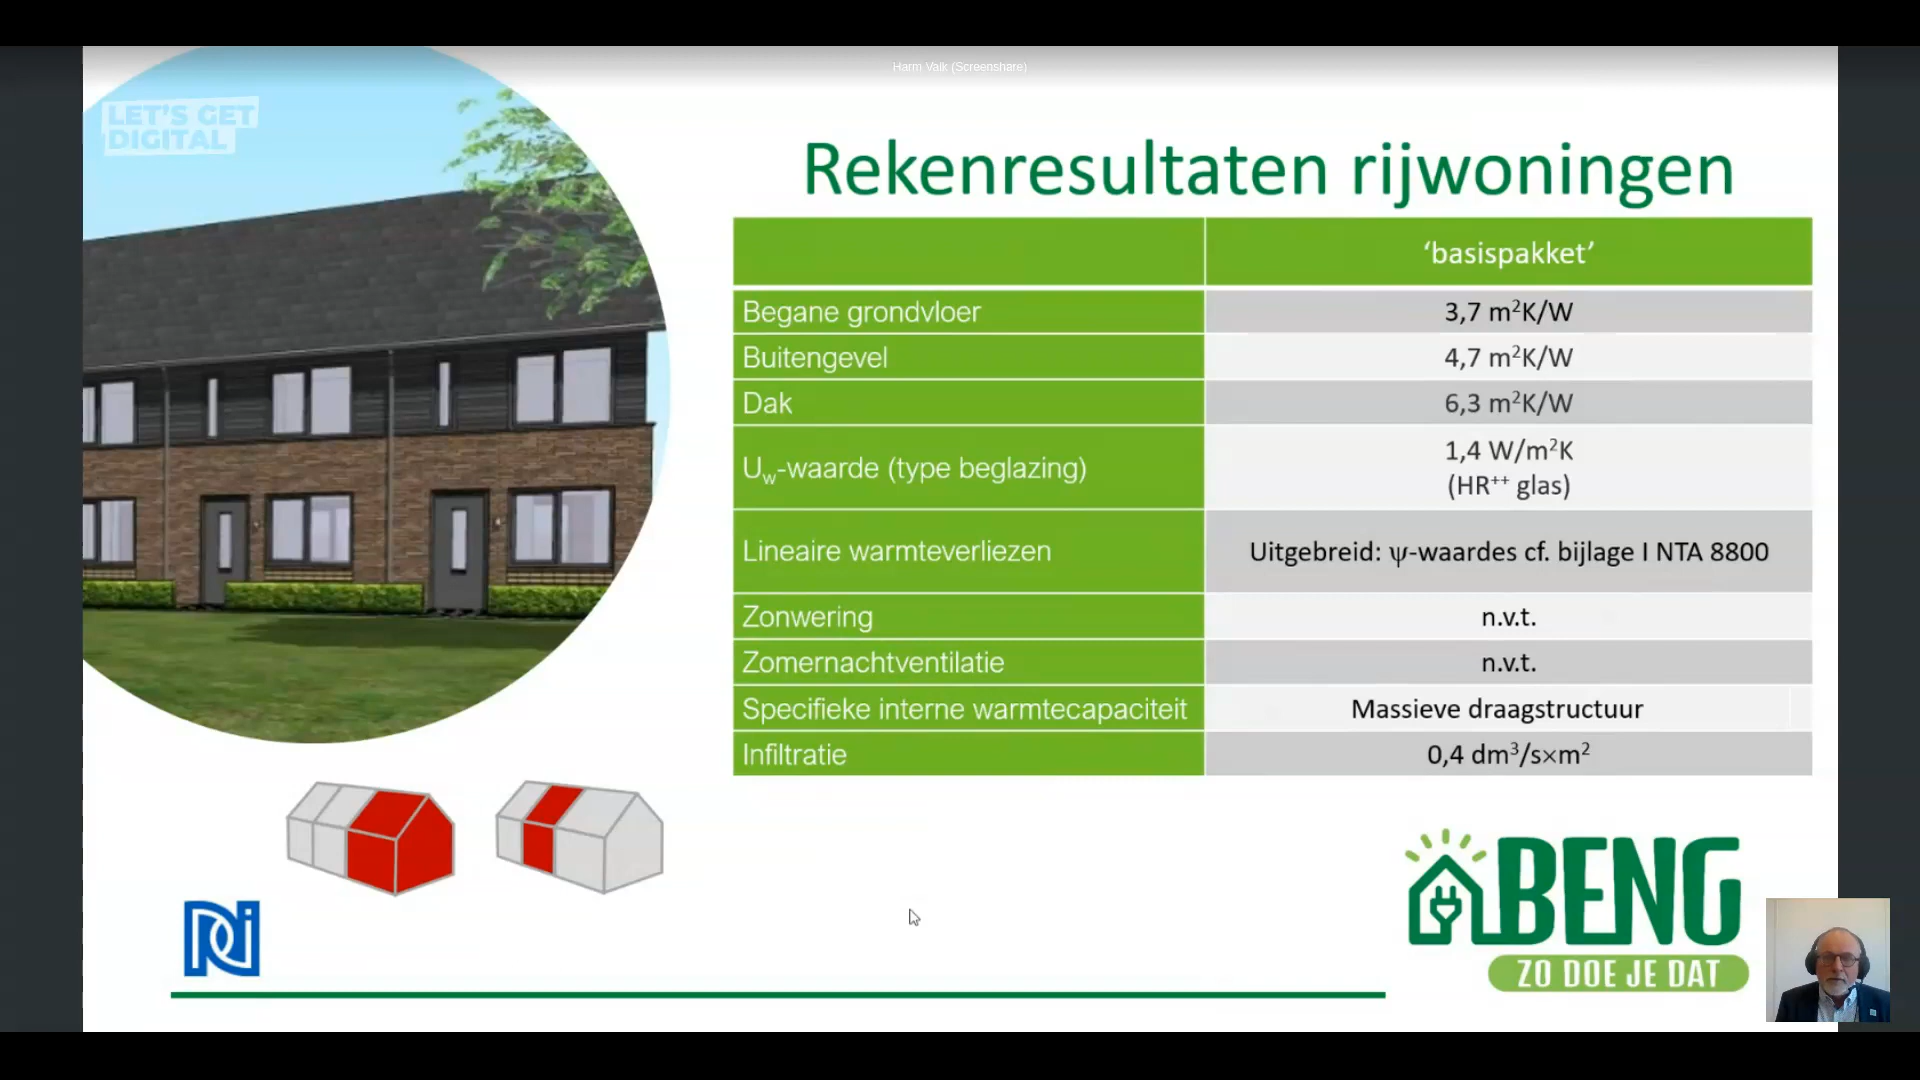 Harm Valk (Screenshare)
LET'S GET
DIGITAL
Rekenresultaten rijwoningen
‘basispakket’
Begane grondvloer 3,7 m²K/W
Buitengevel 4,7 m²K/W
Dak 6,3 m²K/W
Uw-waarde (type beglazing) 1,4 W/m²K
(HR⁺⁺ glas)
Lineaire warmteverliezen Uitgebreid: ψ-waardes cf. bijlage I NTA 8800
Zonwering n.v.t.
Zomernachtventilatie n.v.t.
Specifieke interne warmtecapaciteit Massieve draagstructuur
Infiltratie 0,4 dm³/s×m²
BENG
ZO DOE JE DAT